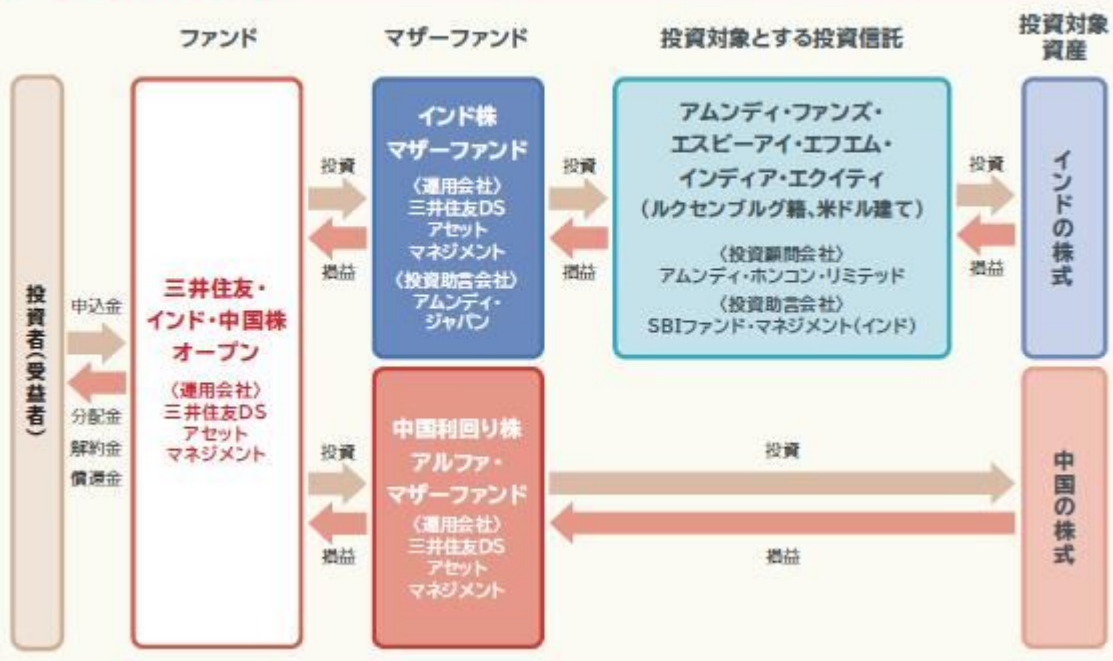 ファンド
マザーファンド
投資対象とする投資信託
投資対象
資産
投資者(受益者)
申込金
分配金
解約金
償還金
三井住友・
インド・中国株
オープン
〈運用会社〉
三井住友DS
アセット
マネジメント
投資
損益
インド株
マザーファンド
〈運用会社〉
三井住友DS
アセット
マネジメント
〈投資助言会社〉
アムンディ・
ジャパン
投資
損益
アムンディ・ファンズ・
エスビーアイ・エフエム・
インディア・エクイティ
(ルクセンブルグ籍、米ドル建て)
〈投資顧問会社〉
アムンディ・ホンコン・リミテッド
〈投資助言会社〉
SBIファンド・マネジメント(インド)
投資
損益
インドの株式
投資
損益
中国利回り株
アルファ・
マザーファンド
〈運用会社〉
三井住友DS
アセット
マネジメント
投資
損益
中国の株式